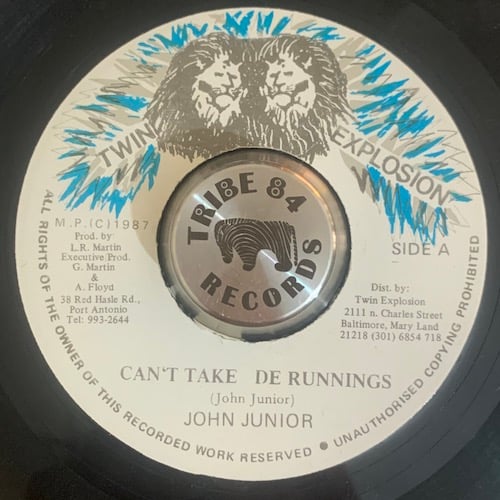 TWIN EXPLOSION
M.P.(C) 1987
Prod. by:
L.R. Martin
Executive Prod.
G. Martin
&
A. Floyd
38 Red Hasle Rd.,
Port Antonio
Tel: 993-2644
TRIBE 84
RECORDS
SIDE A
Dist. by:
Twin Explosion
2111 n. Charles Street
Baltimore, Mary Land
21218 (301) 6854 718
CAN'T TAKE DE RUNNINGS
(John Junior)
JOHN JUNIOR
ALL RIGHTS OF THE OWNER OF THIS RECORDED WORK RESERVED • UNAUTHORISED COPYING PROHIBITED